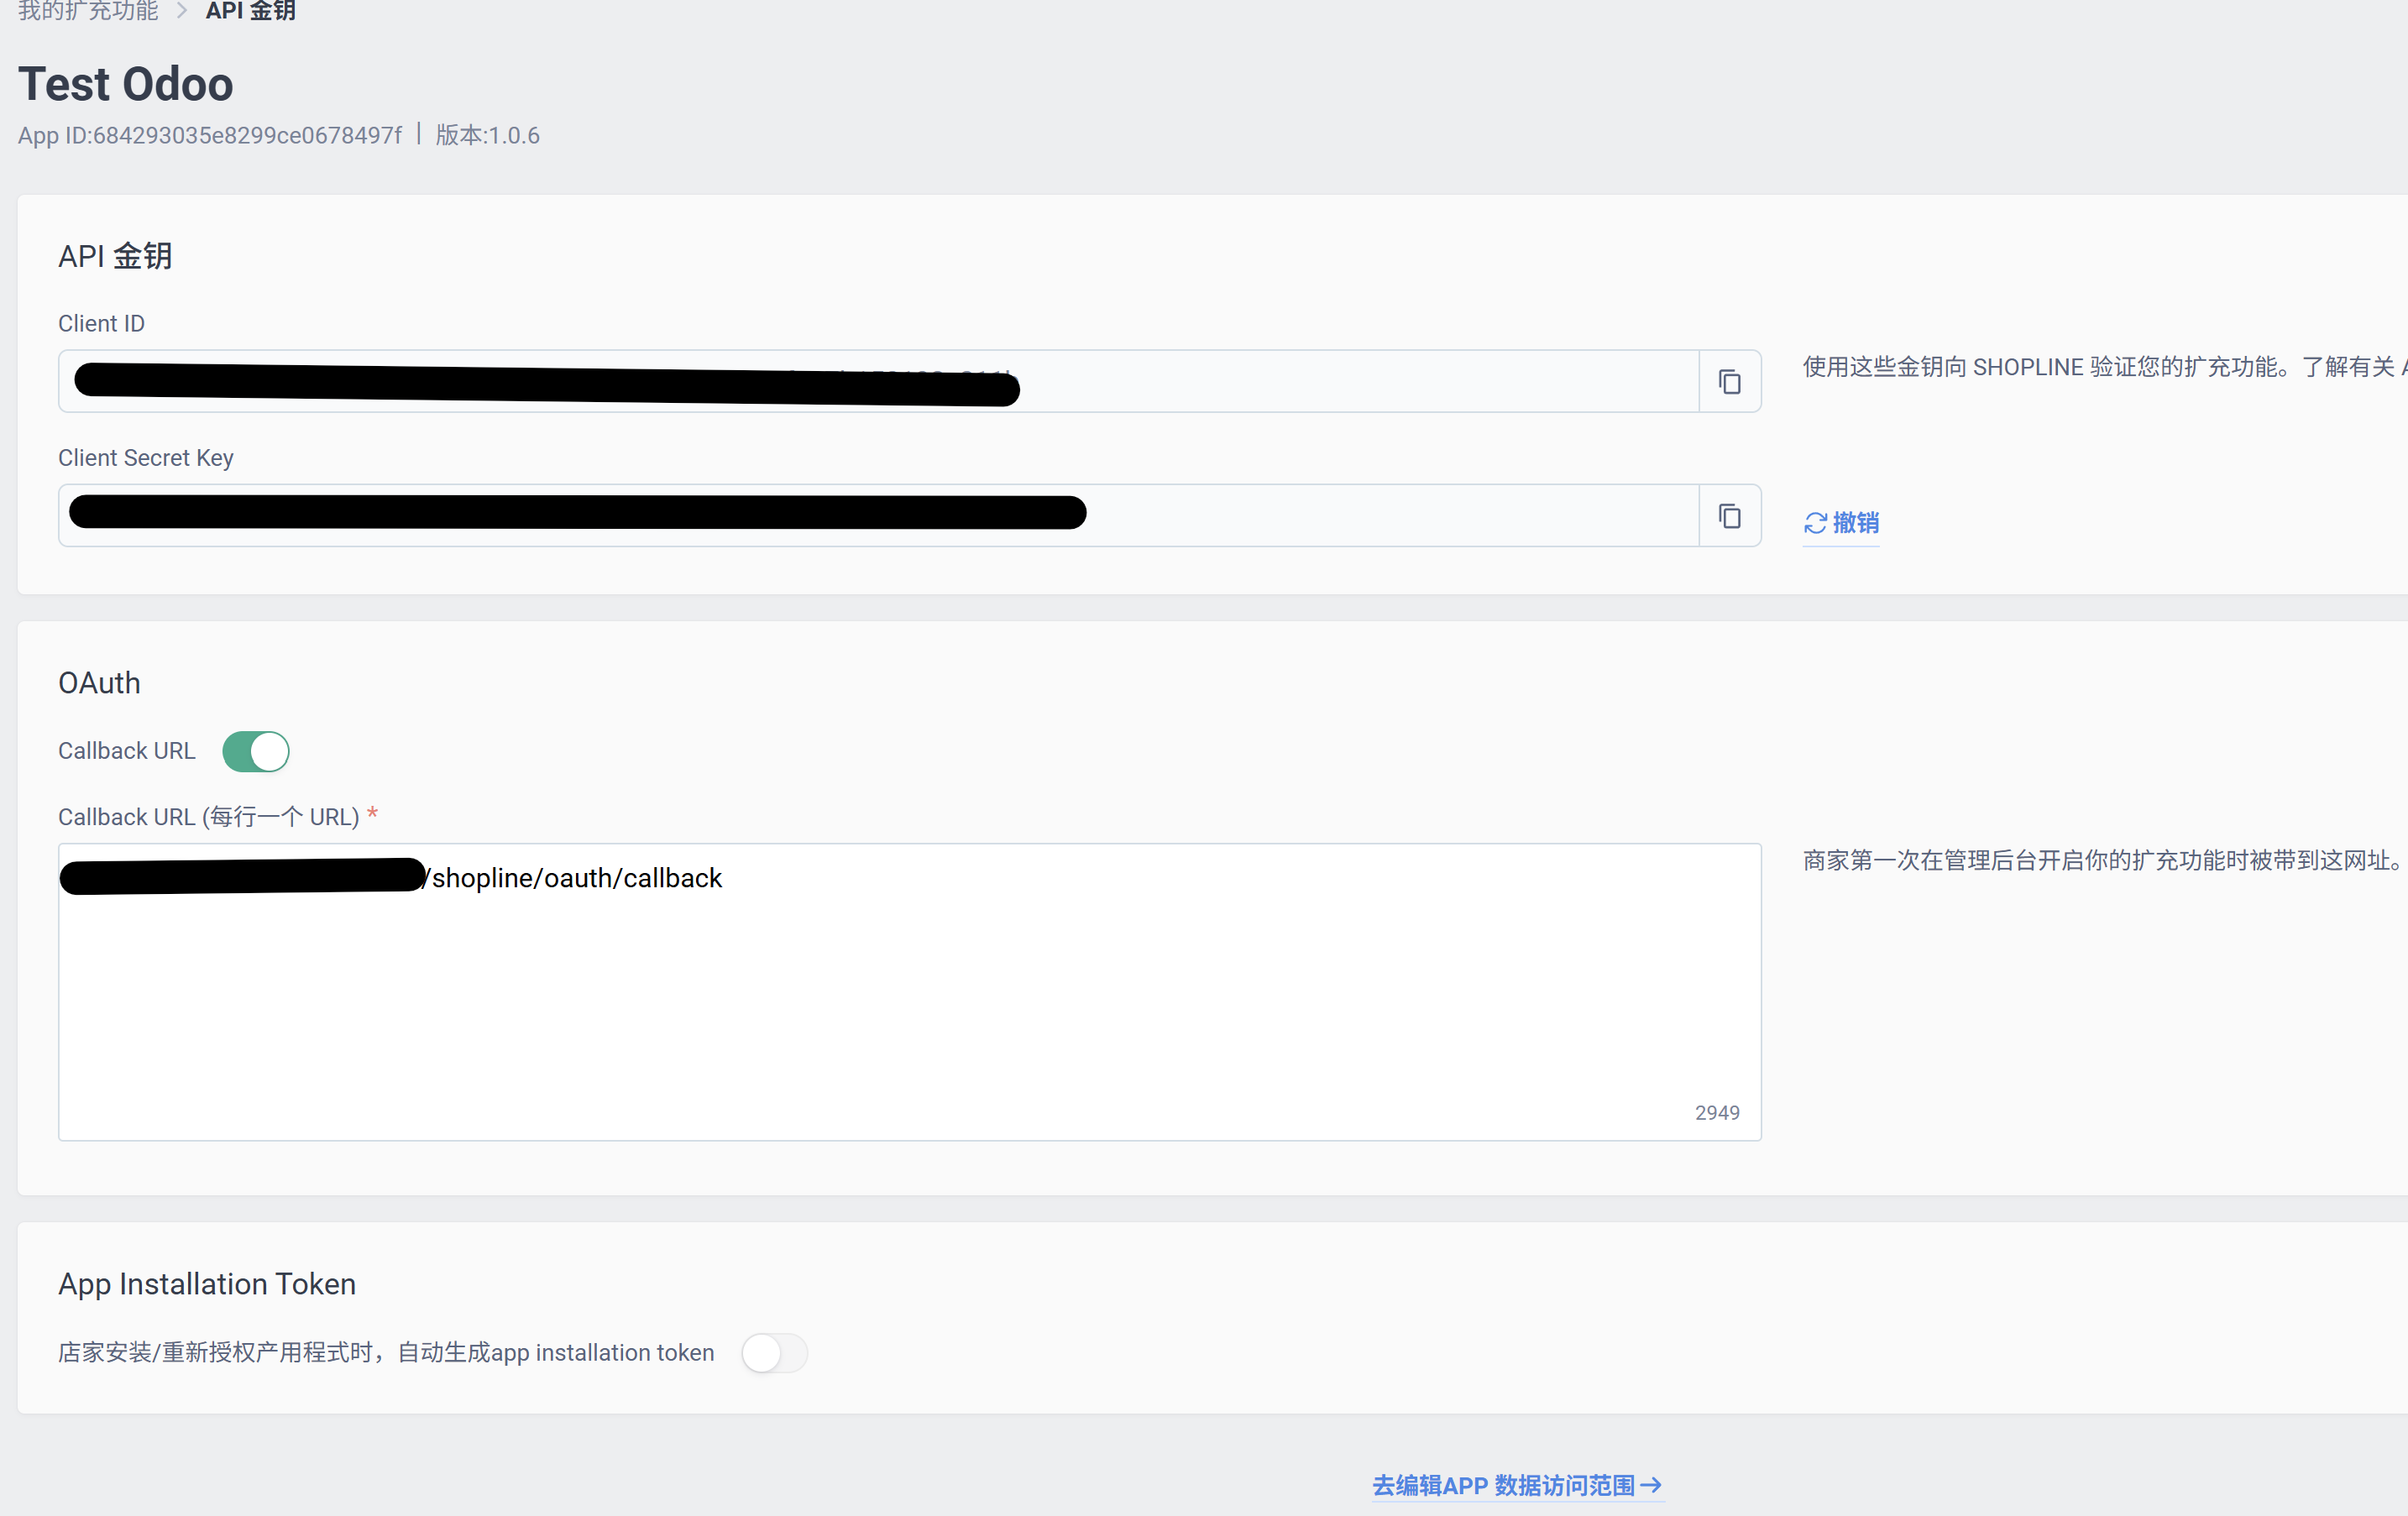 我的扩充功能 > API 金钥
Test Odoo
App ID:684293035e8299ce0678497f | 版本:1.0.6
API 金钥
Client ID
使用这些金钥向 SHOPLINE 验证您的扩充功能。了解有关
Client Secret Key
撤销
OAuth
Callback URL
Callback URL (每行一个 URL) *
/shopline/oauth/callback
商家第一次在管理后台开启你的扩充功能时被带到这网址。
2949
App Installation Token
店家安装/重新授权产用程式时，自动生成app installation token
去编辑APP 数据访问范围→